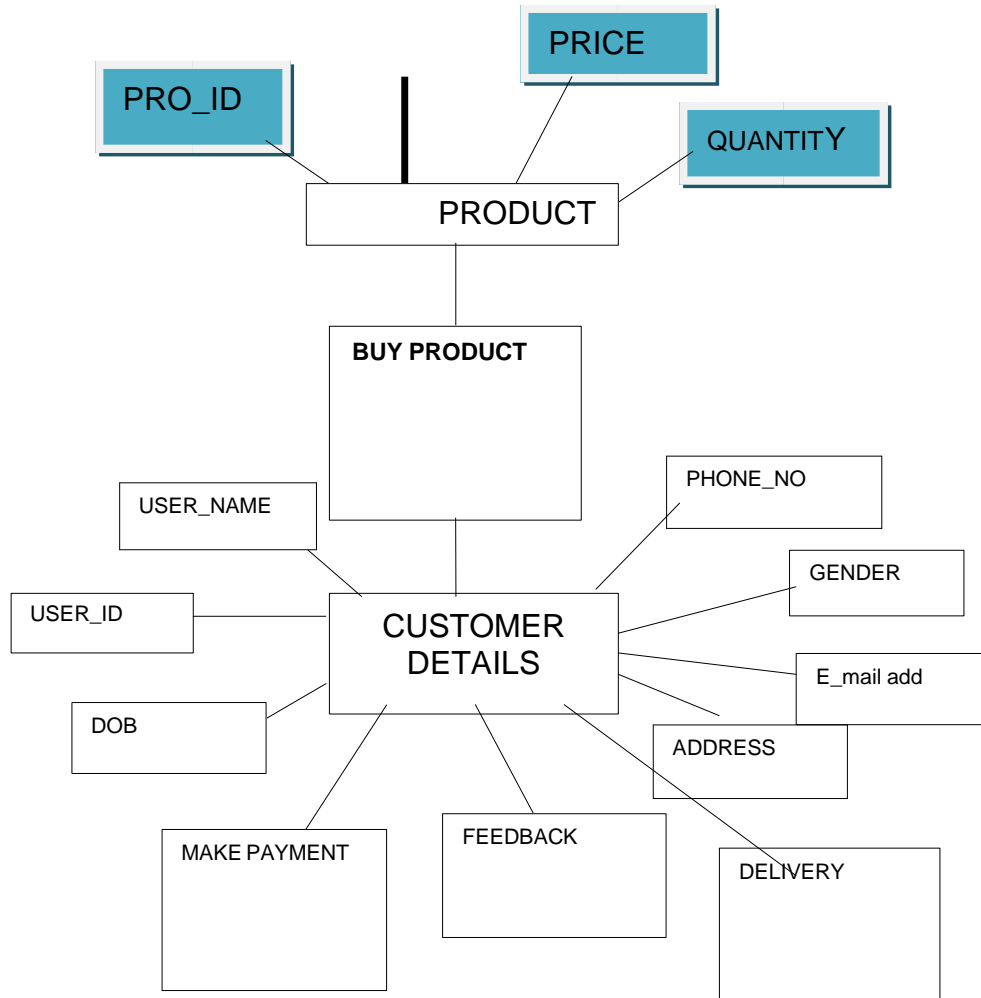 PRICE
PRO_ID
QUANTITY
PRODUCT
BUY PRODUCT
PHONE_NO
USER_NAME
GENDER
USER_ID
CUSTOMER
DETAILS
E_mail add
DOB
ADDRESS
MAKE PAYMENT
FEEDBACK
DELIVERY